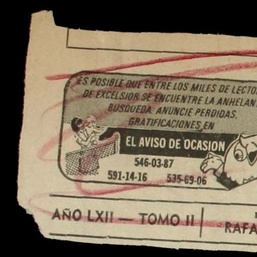 ES POSIBLE QUE ENTRE LOS MILES DE LECTO
DE EXCELSIOR SE ENCUENTRE LA ANHELAN
BUSQUEDA. ANUNCIE PERDIDAS,
GRATIFICACIONES EN
EL AVISO DE OCASION
546-03-87
591-14-16 535-69-06
AÑO LXII — TOMO II
RAFA